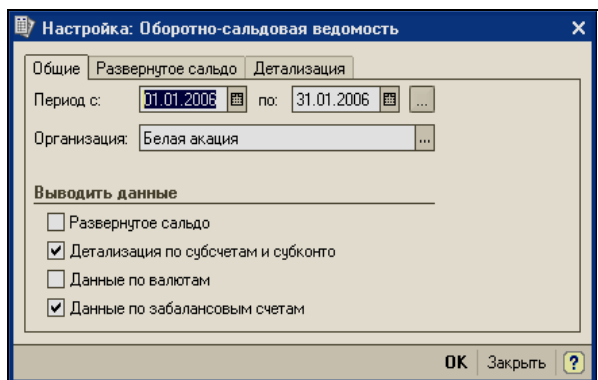 Настройка: Оборотно-сальдовая ведомость
Общие Развернутое сальдо Детализация
Период с: 01.01.2006 по: 31.01.2006 ...
Организация: Белая акация ...
Выводить данные
Развернутое сальдо
Детализация по субсчетам и субконто
Данные по валютам
Данные по забалансовым счетам
OK Закрыть ?